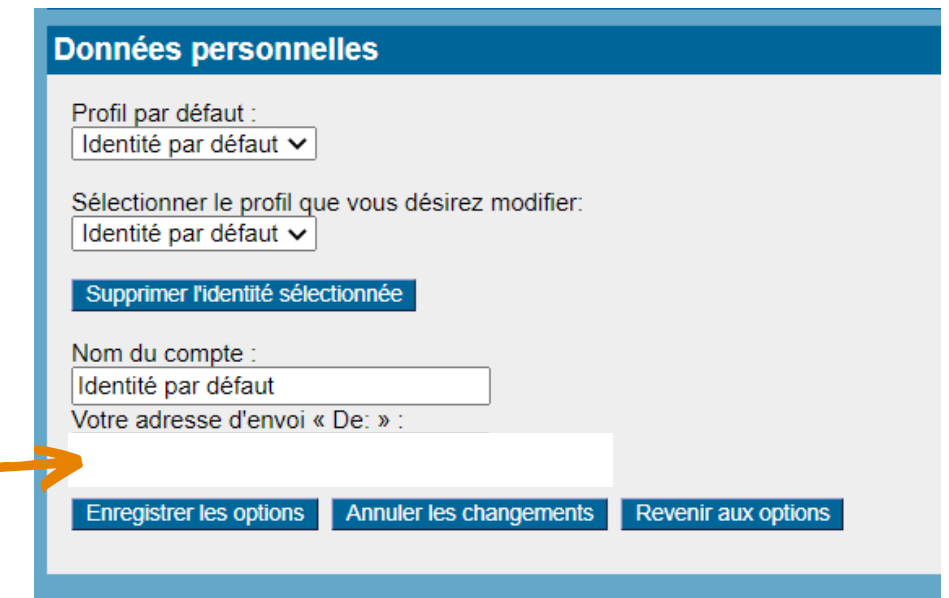 Données personnelles
Profil par défaut :
Identité par défaut
Sélectionner le profil que vous désirez modifier:
Identité par défaut
Supprimer l'identité sélectionnée
Nom du compte :
Identité par défaut
Votre adresse d'envoi « De: » :
Enregistrer les options Annuler les changements Revenir aux options